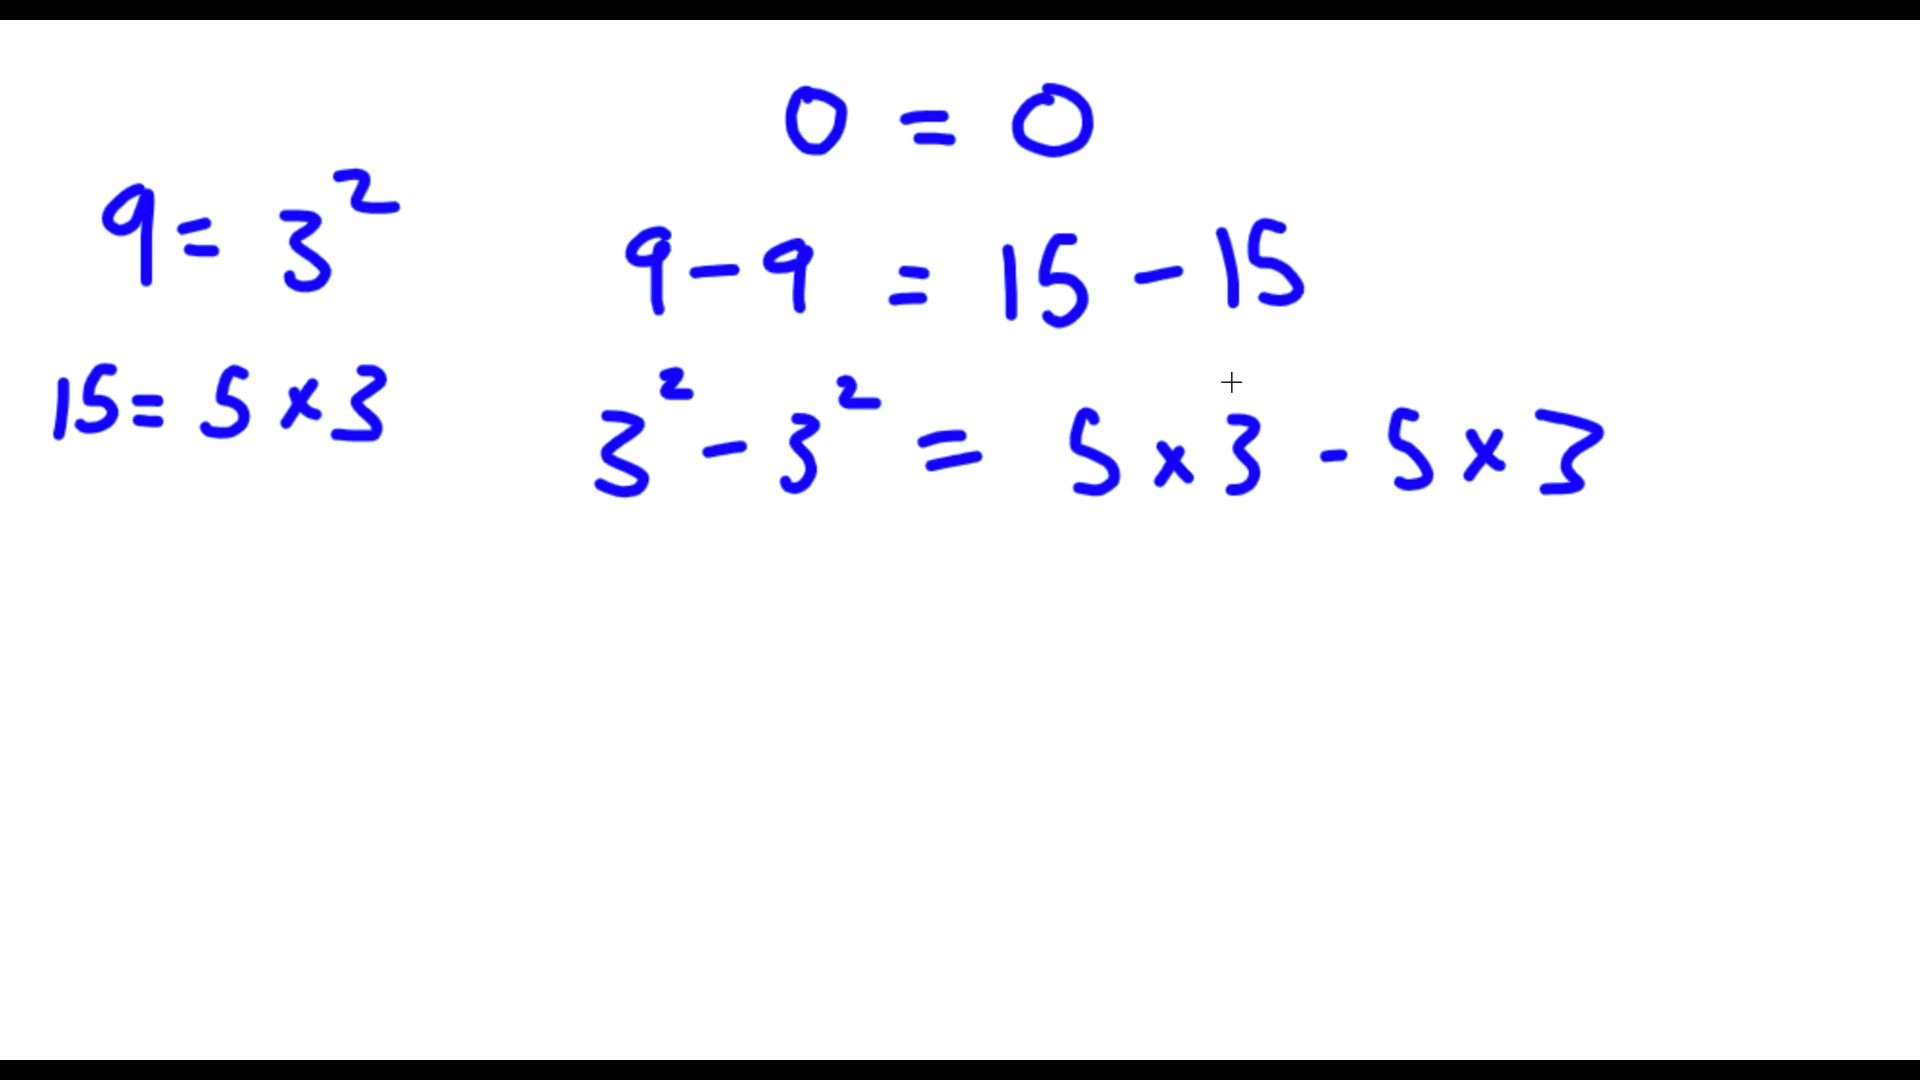 0 = 0
9 = 3²
9 - 9 = 15 - 15
15 = 5 × 3
3² - 3² = 5 × 3 - 5 × 3